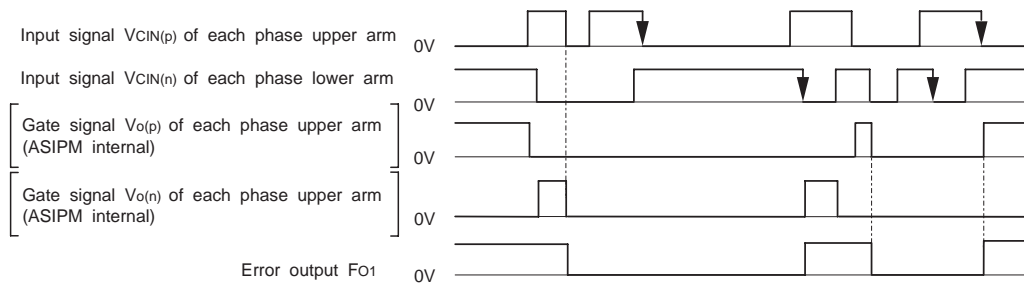 Input signal VCIN(p) of each phase upper arm 0V
Input signal VCIN(n) of each phase lower arm
0V
Gate signal Vo(p) of each phase upper arm
(ASIPM internal)
0V
Gate signal Vo(n) of each phase upper arm
(ASIPM internal)
0V
Error output FO1 0V